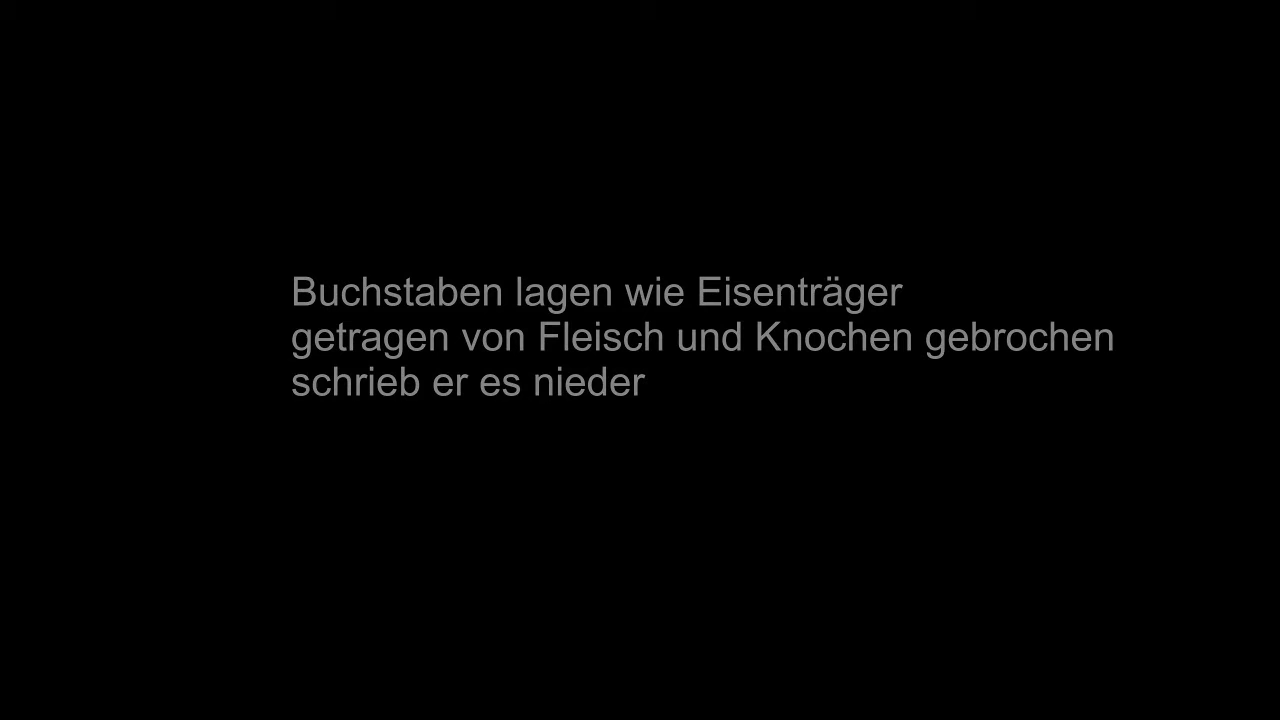 Buchstaben lagen wie Eisenträger
getragen von Fleisch und Knochen gebrochen
schrieb er es nieder